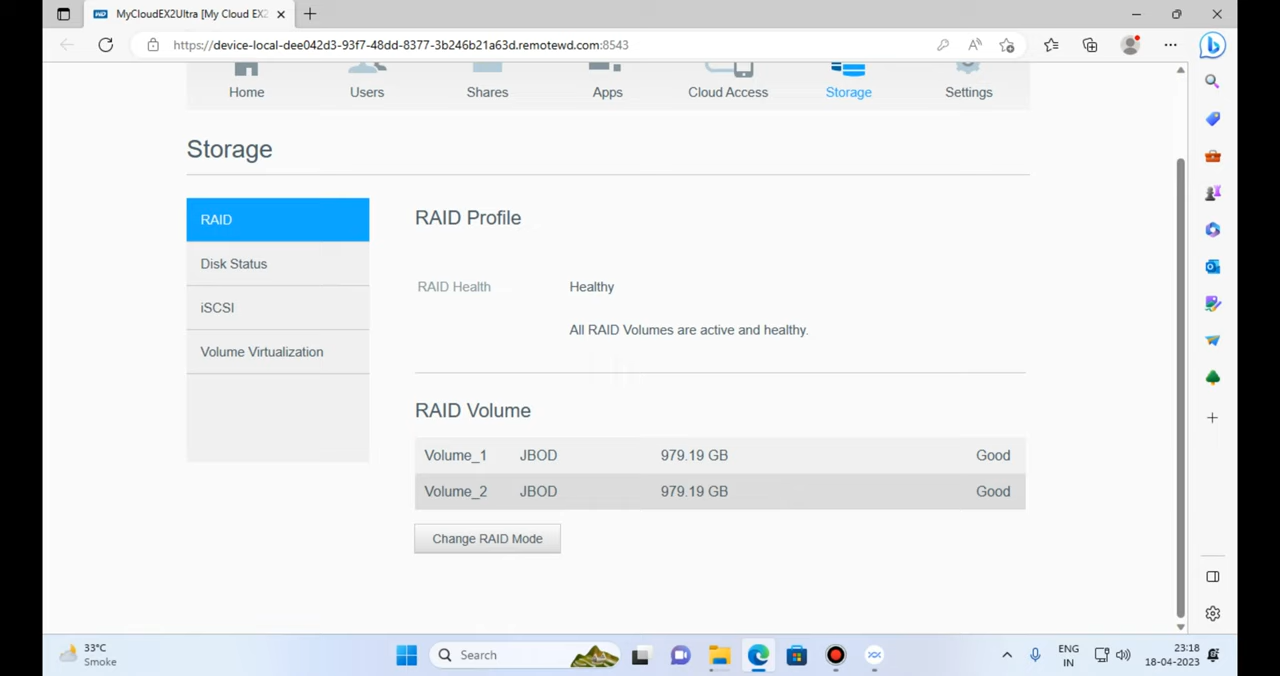 MyCloudEX2Ultra [My Cloud EX2
https://device-local-dee042d3-93f7-48dd-8377-3b246b21a63d.remotewd.com:8543
Home
Users
Shares
Apps
Cloud Access
Storage
Settings
Storage
RAID
Disk Status
iSCSI
Volume Virtualization
RAID Profile
RAID Health
Healthy
All RAID Volumes are active and healthy.
RAID Volume
Volume_1 JBOD 979.19 GB Good
Volume_2 JBOD 979.19 GB Good
Change RAID Mode
33°C
Smoke
Search
ENG
IN
23:18
18-04-2023